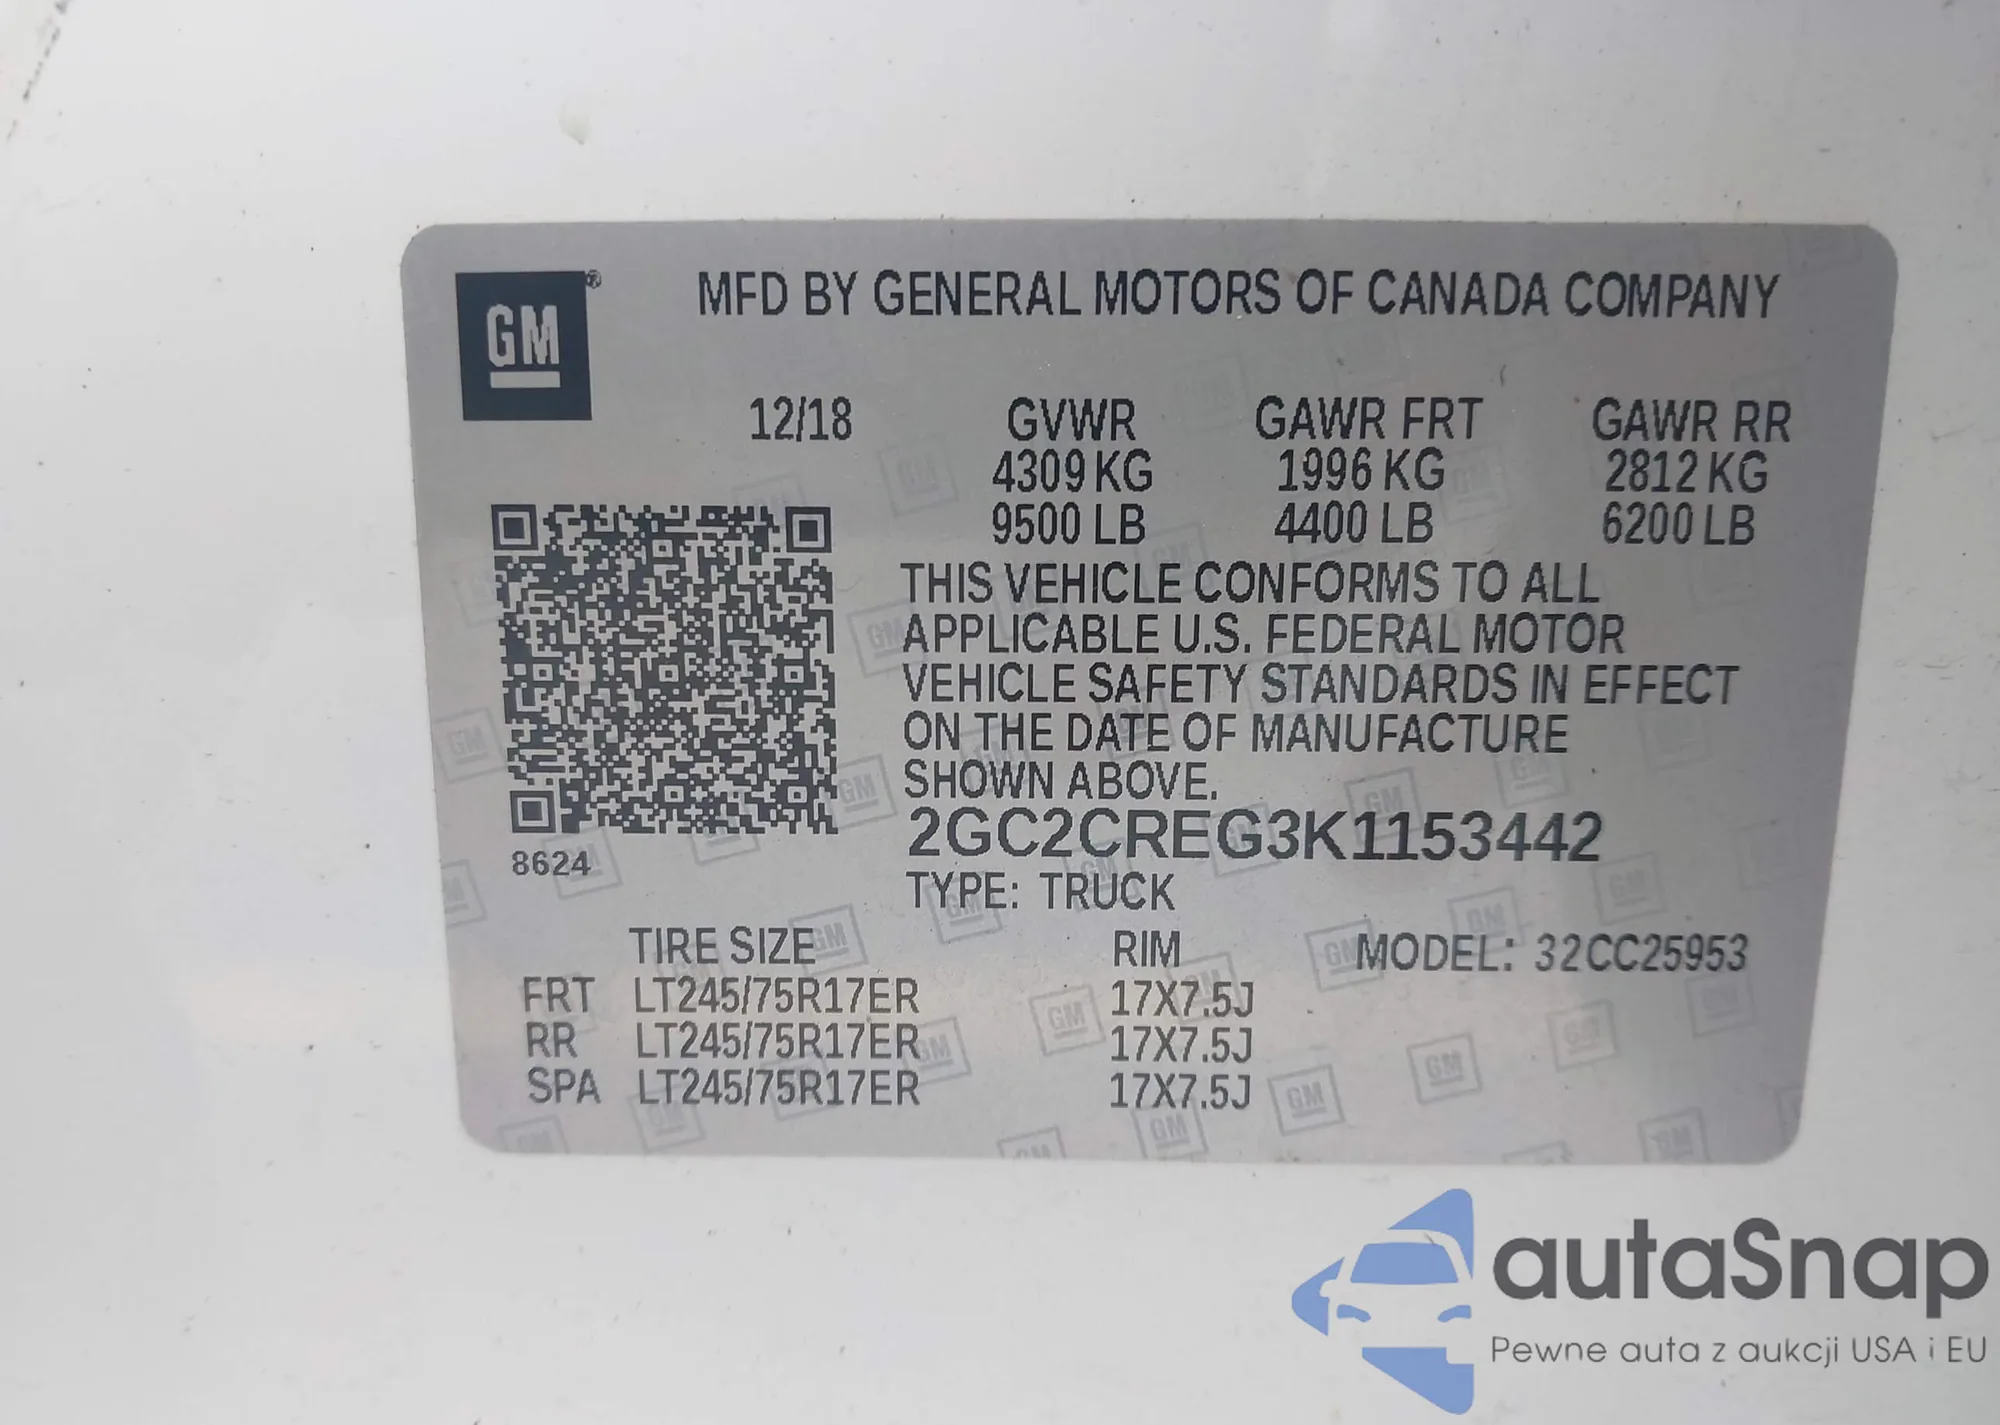 GM®
MFD BY GENERAL MOTORS OF CANADA COMPANY
12/18 GVWR GAWR FRT GAWR RR
4309 KG 1996 KG 2812 KG
9500 LB 4400 LB 6200 LB
THIS VEHICLE CONFORMS TO ALL
APPLICABLE U.S. FEDERAL MOTOR
VEHICLE SAFETY STANDARDS IN EFFECT
ON THE DATE OF MANUFACTURE
SHOWN ABOVE.
2GC2CREG3K1153442
8624
TYPE: TRUCK
TIRE SIZE RIM MODEL: 32CC25953
FRT LT245/75R17ER 17X7.5J
RR LT245/75R17ER 17X7.5J
SPA LT245/75R17ER 17X7.5J
autaSnap
Pewne auta z aukcji USA i EU